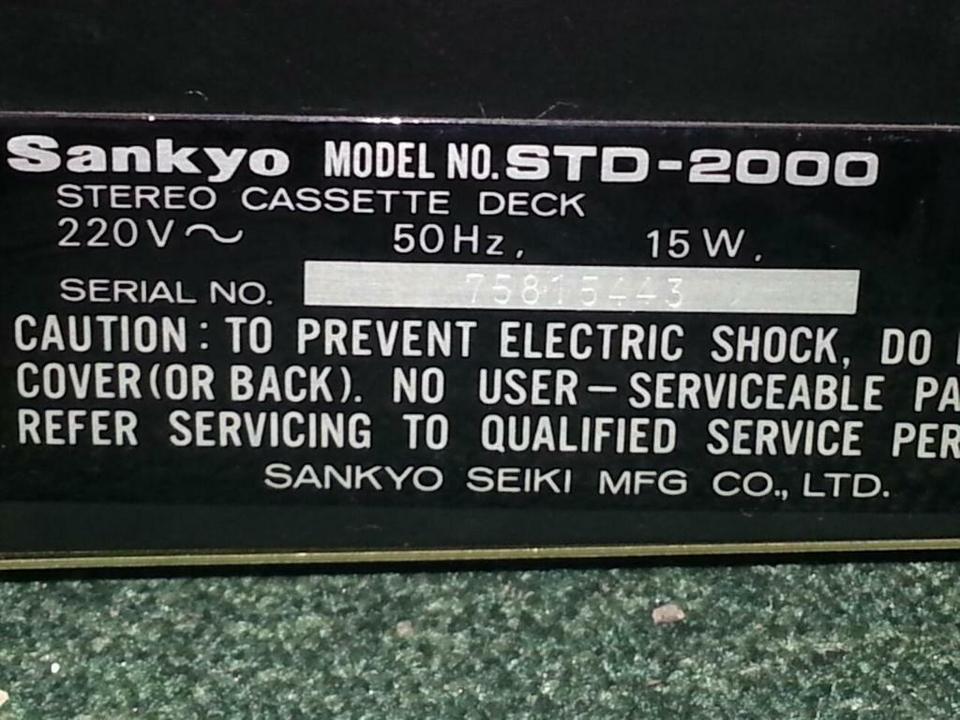 Sankyo MODEL NO. STD-2000
STEREO CASSETTE DECK
220V～ 50Hz, 15W.
SERIAL NO. 75815443
CAUTION: TO PREVENT ELECTRIC SHOCK, DO
COVER (OR BACK). NO USER-SERVICEABLE
REFER SERVICING TO QUALIFIED SERVICE
SANKYO SEIKI MFG CO., LTD.